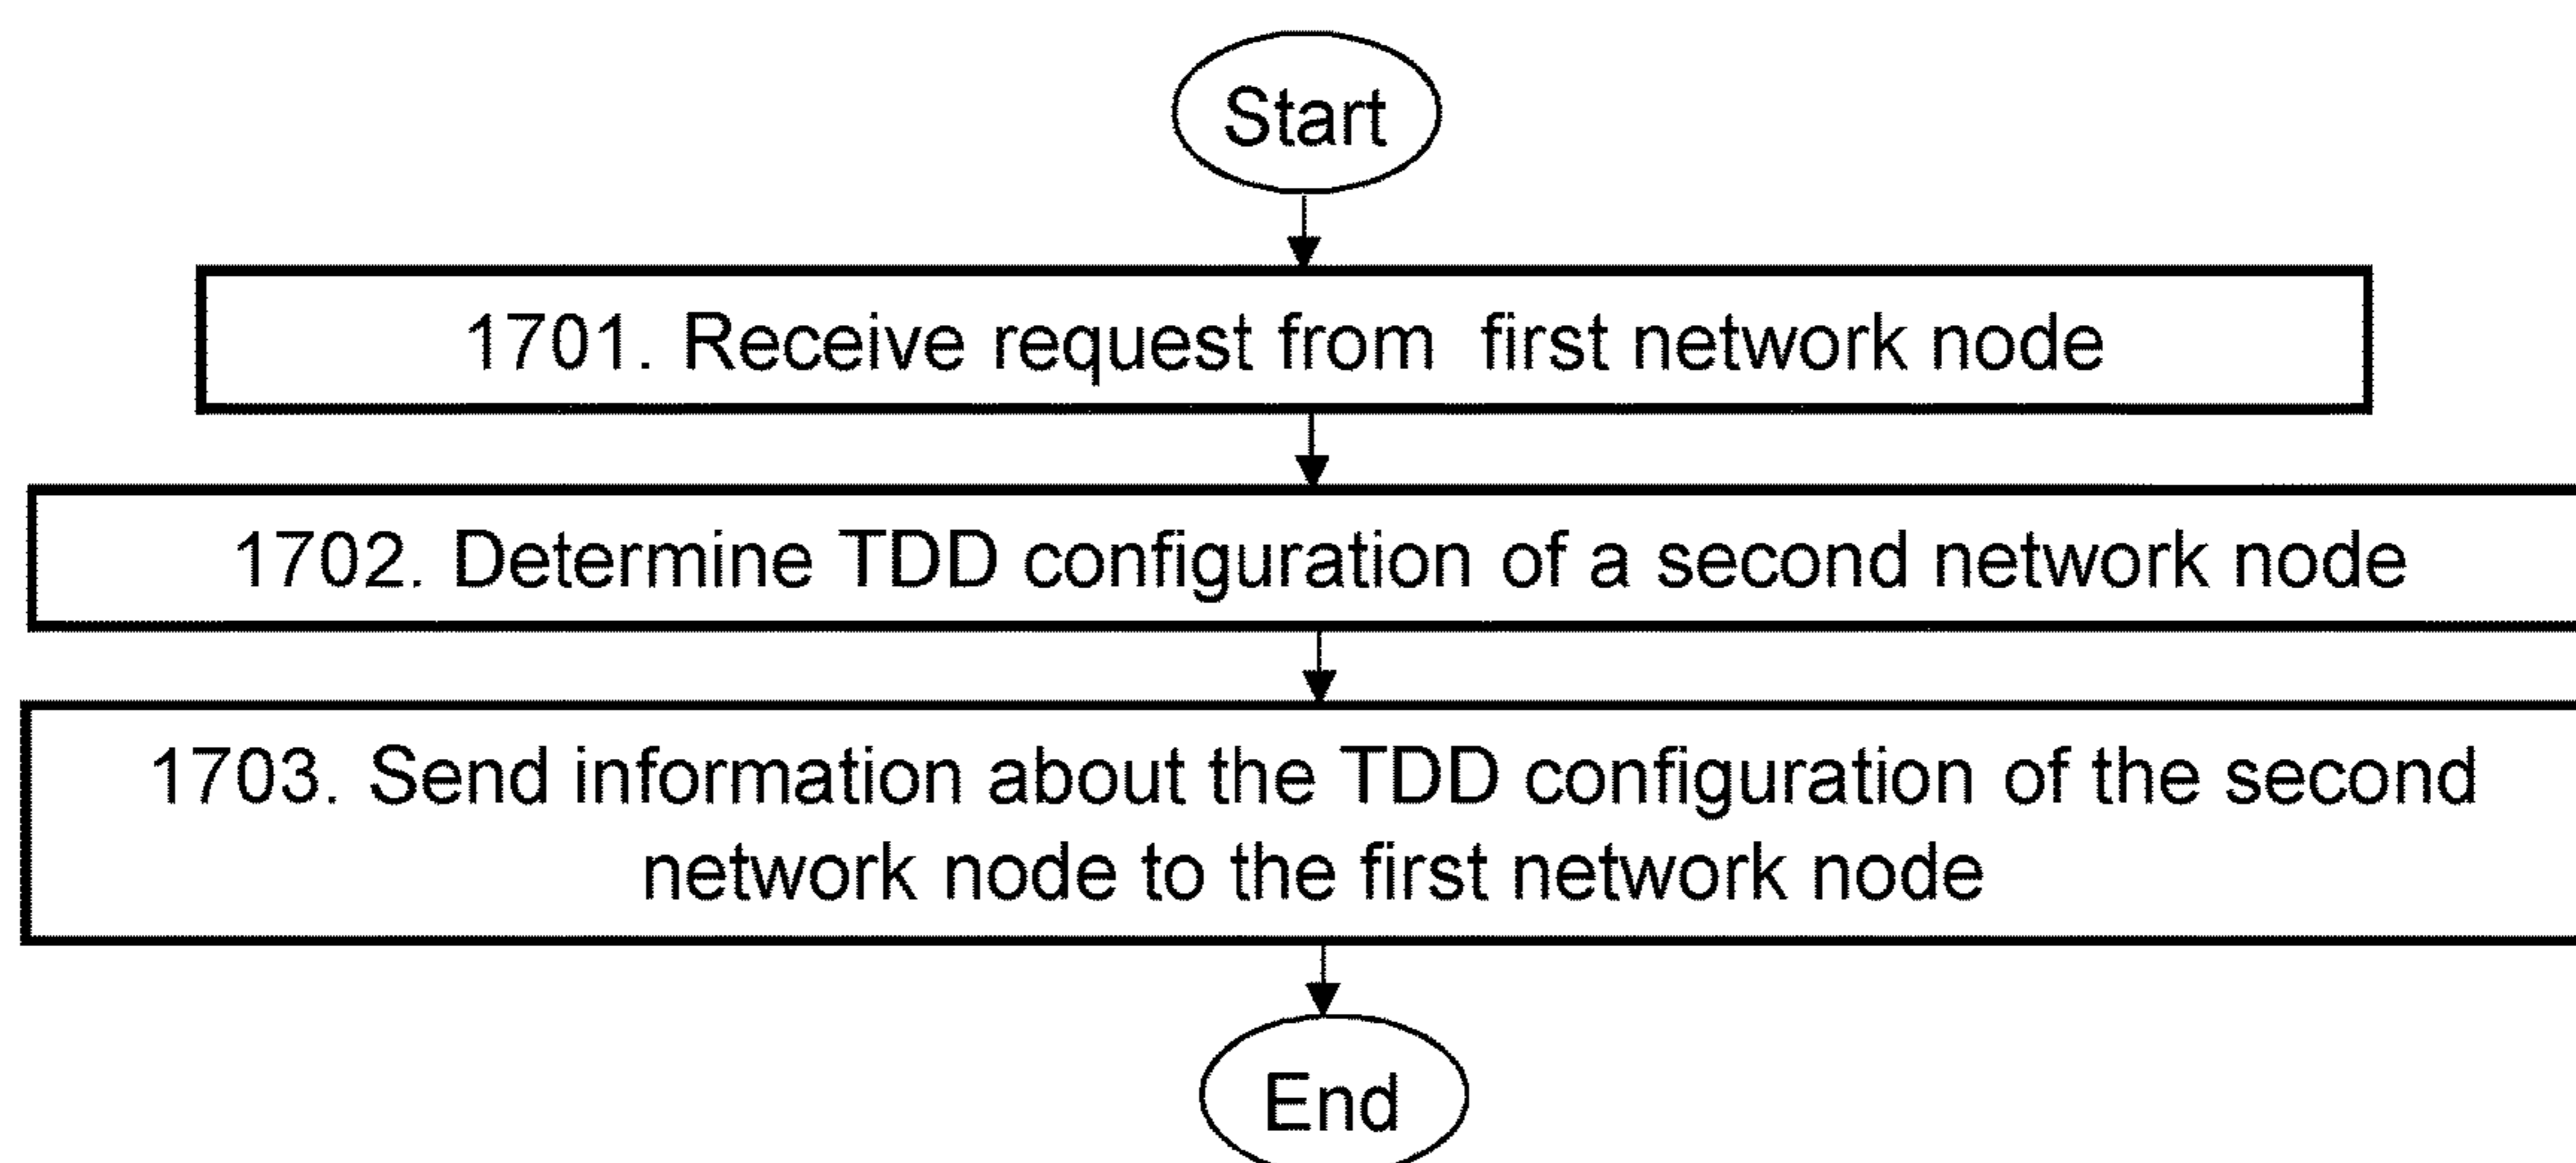 Start
1701. Receive request from first network node
1702. Determine TDD configuration of a second network node
1703. Send information about the TDD configuration of the second
network node to the first network node
End